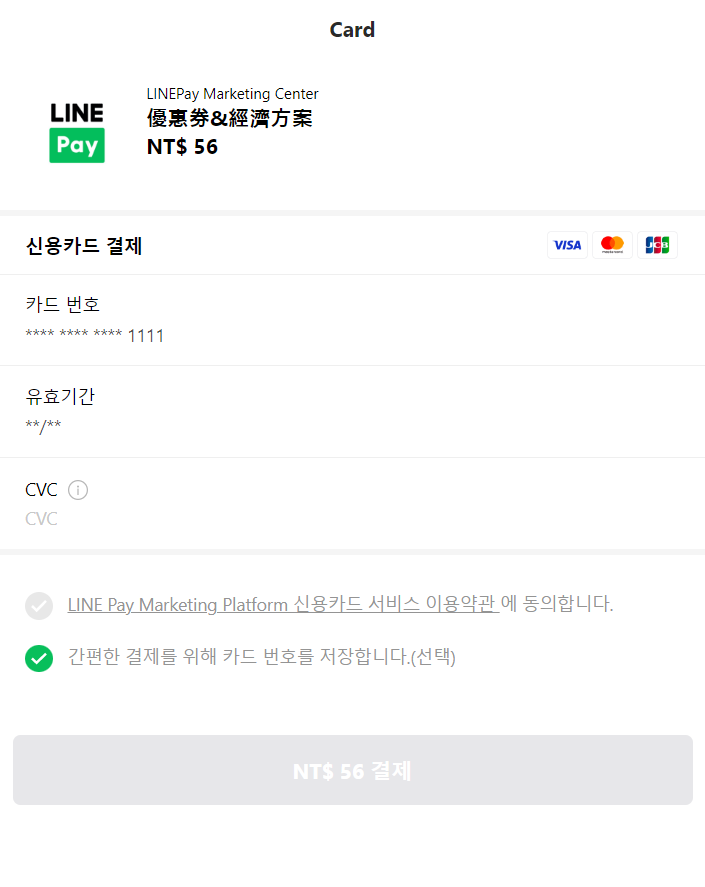 Card
LINEPay Marketing Center
LINE
Pay
優惠券&經濟方案
NT$ 56
신용카드 결제
VISA
mastercard
JCB
카드 번호
**** **** **** 1111
유효기간
**/**
CVC
CVC
LINE Pay Marketing Platform 신용카드 서비스 이용약관 에 동의합니다.
간편한 결제를 위해 카드 번호를 저장합니다.(선택)
NT$ 56 결제